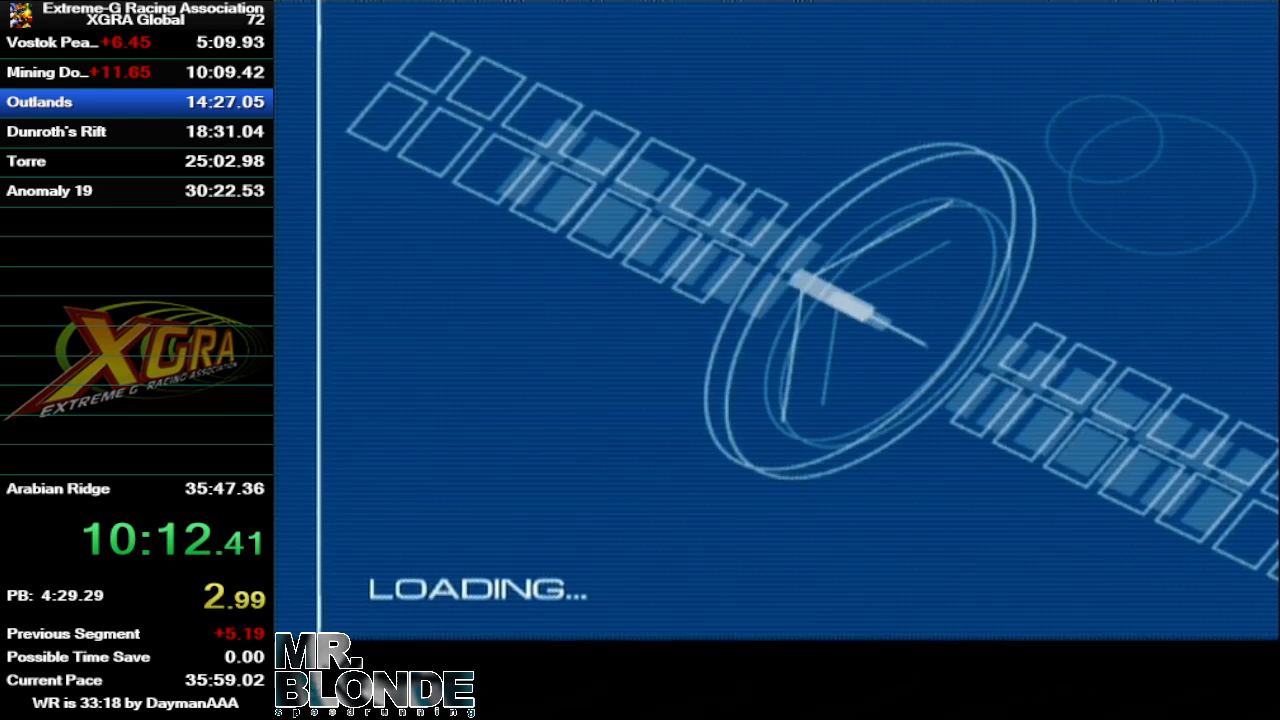 Extreme-G Racing Association
XGRA Global 72
Vostok Pea... +6.45 5:09.93
Mining Do... +11.65 10:09.42
Outlands 14:27.05
Dunroth's Rift 18:31.04
Torre 25:02.98
Anomaly 19 30:22.53
XGRA
EXTREME G RACING ASSOCIATION
Arabian Ridge 35:47.36
10:12.41
PB: 4:29.29 2.99
Previous Segment +5.19
Possible Time Save 0.00
Current Pace 35:59.02
WR is 33:18 by DaymanAAA
LOADING...
MR.
BLONDE
speedrunning